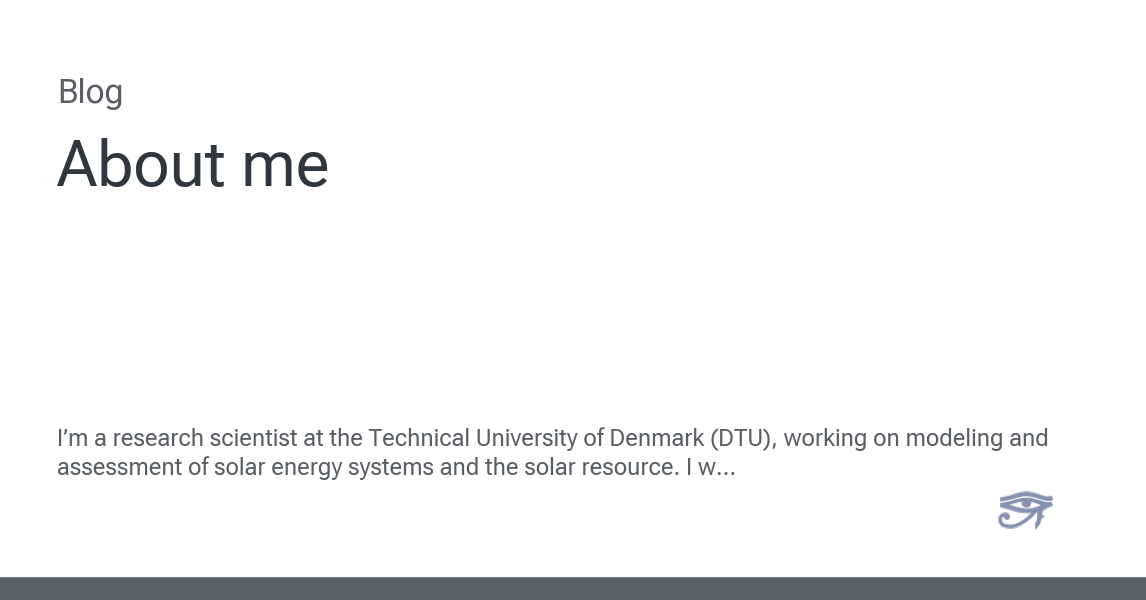 Blog
About me
I’m a research scientist at the Technical University of Denmark (DTU), working on modeling and
assessment of solar energy systems and the solar resource. I w...